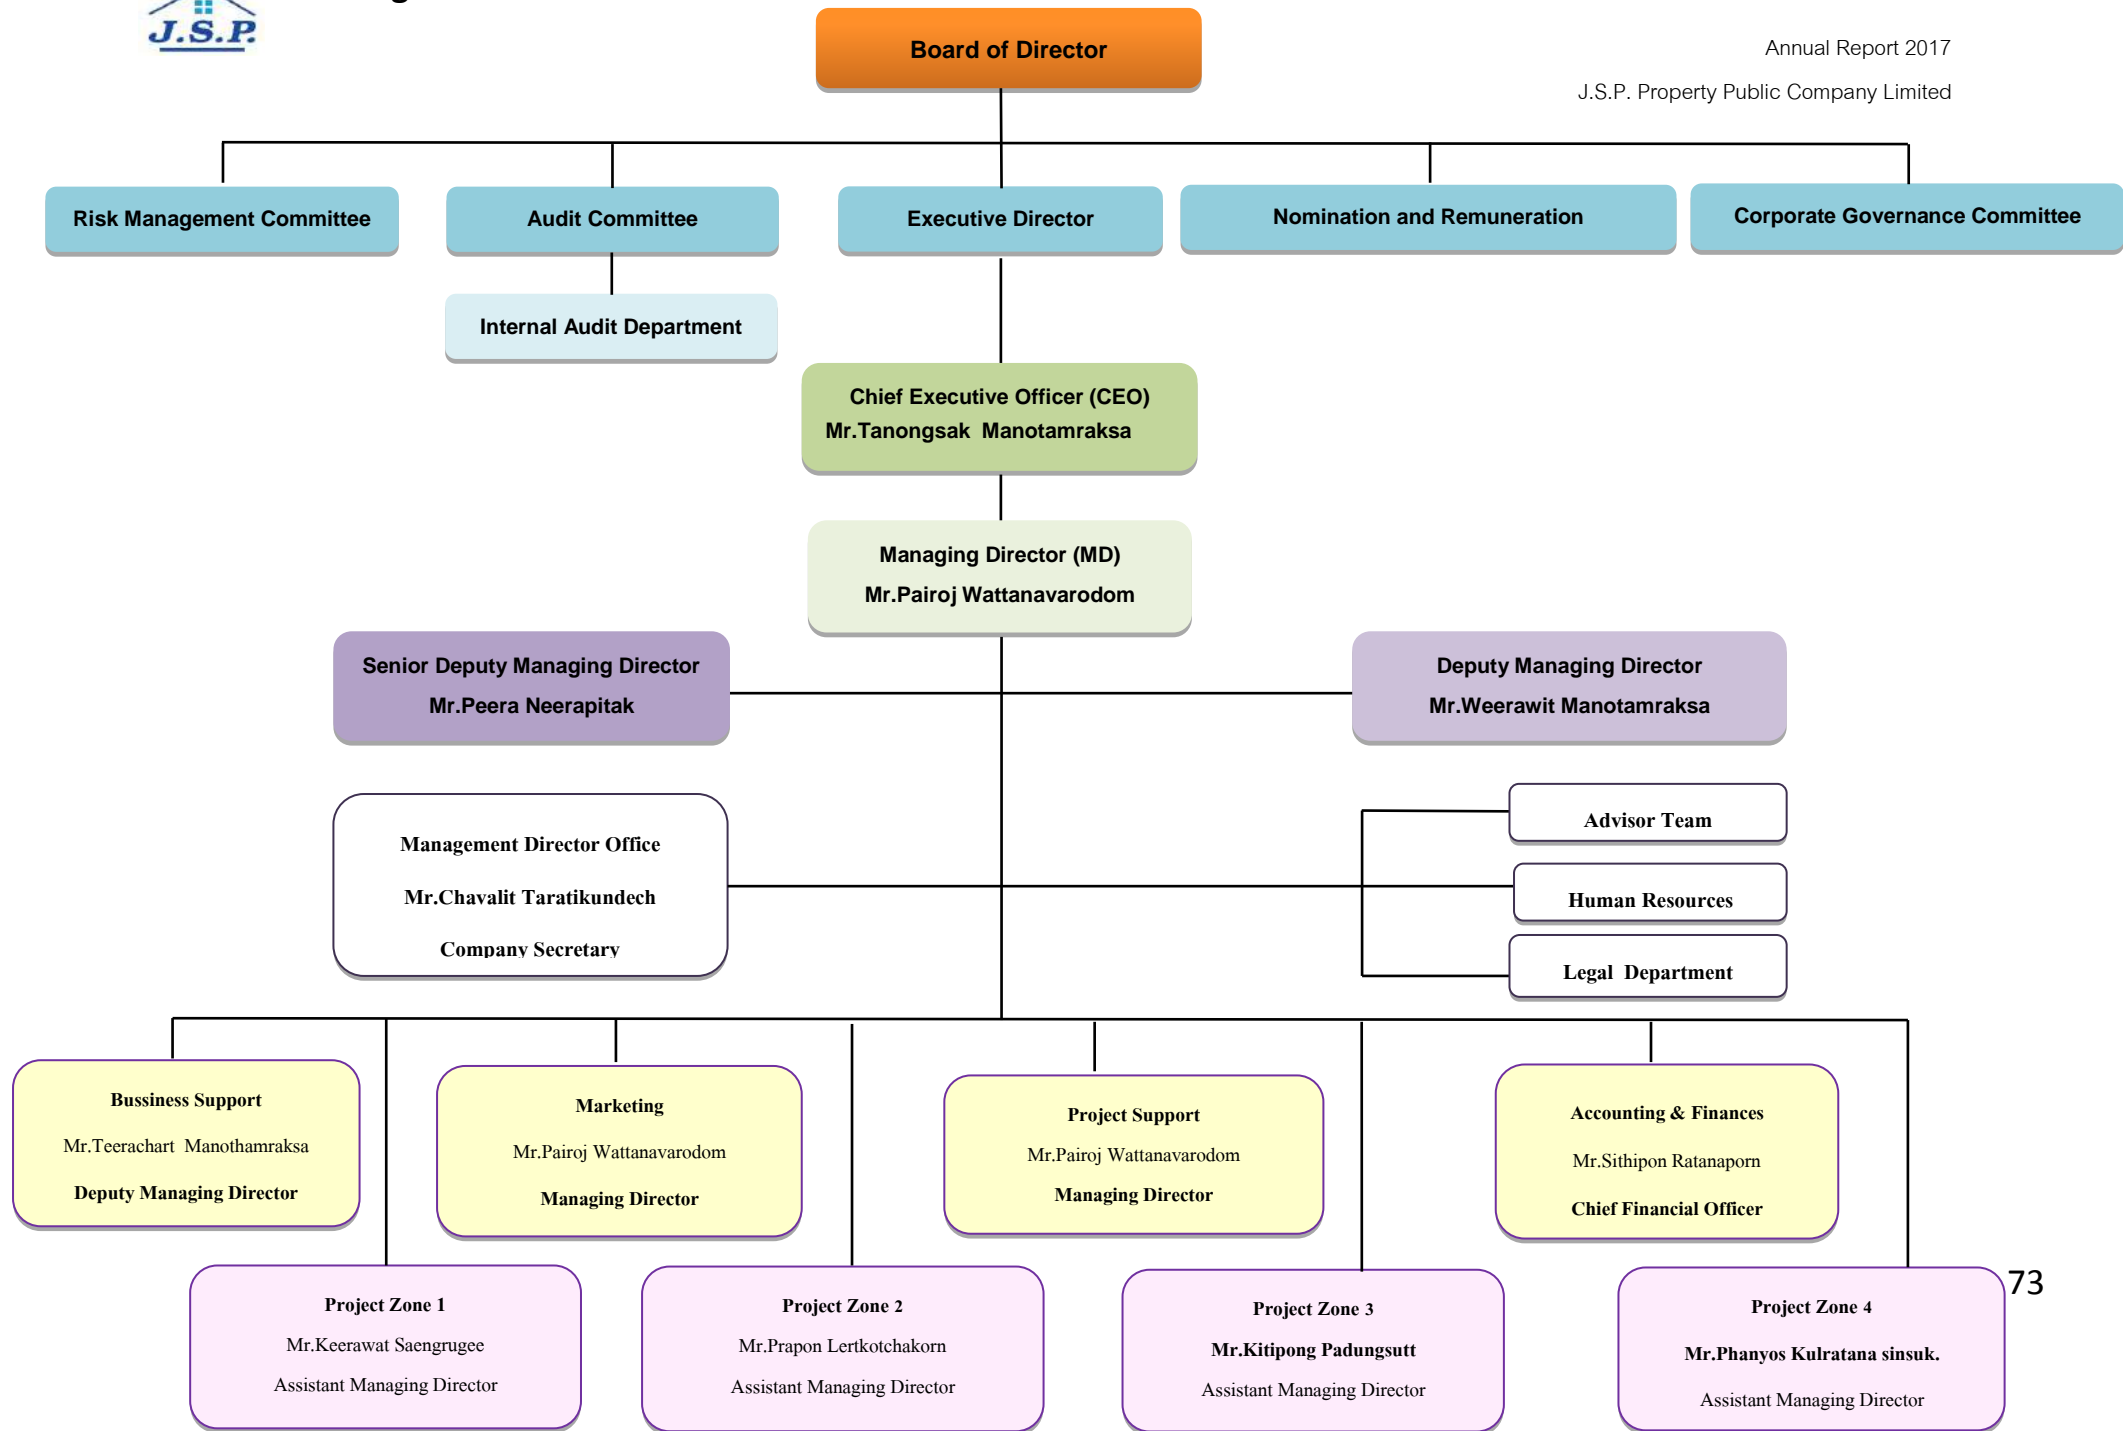 J.S.P.
Board of Director
Annual Report 2017
J.S.P. Property Public Company Limited
Risk Management Committee
Audit Committee
Executive Director
Nomination and Remuneration
Corporate Governance Committee
Internal Audit Department
Chief Executive Officer (CEO)
Mr.Tanongsak  Manotamraksa
Managing Director (MD)
Mr.Pairoj Wattanavarodom
Senior Deputy Managing Director
Mr.Peera Neerapitak
Deputy Managing Director
Mr.Weerawit Manotamraksa
Management Director Office
Mr.Chavalit Taratikundech
Company Secretary
Advisor Team
Human Resources
Legal  Department
Bussiness Support
Mr.Teerachart  Manothamraksa
Deputy Managing Director
Marketing
Mr.Pairoj Wattanavarodom
Managing Director
Project Support
Mr.Pairoj Wattanavarodom
Managing Director
Accounting & Finances
Mr.Sithipon Ratanaporn
Chief Financial Officer
Project Zone 1
Mr.Keerawat Saengrugee
Assistant Managing Director
Project Zone 2
Mr.Prapon Lertkotchakorn
Assistant Managing Director
Project Zone 3
Mr.Kitipong Padungsutt
Assistant Managing Director
Project Zone 4
Mr.Phanyos Kulratana sinsuk.
Assistant Managing Director
73